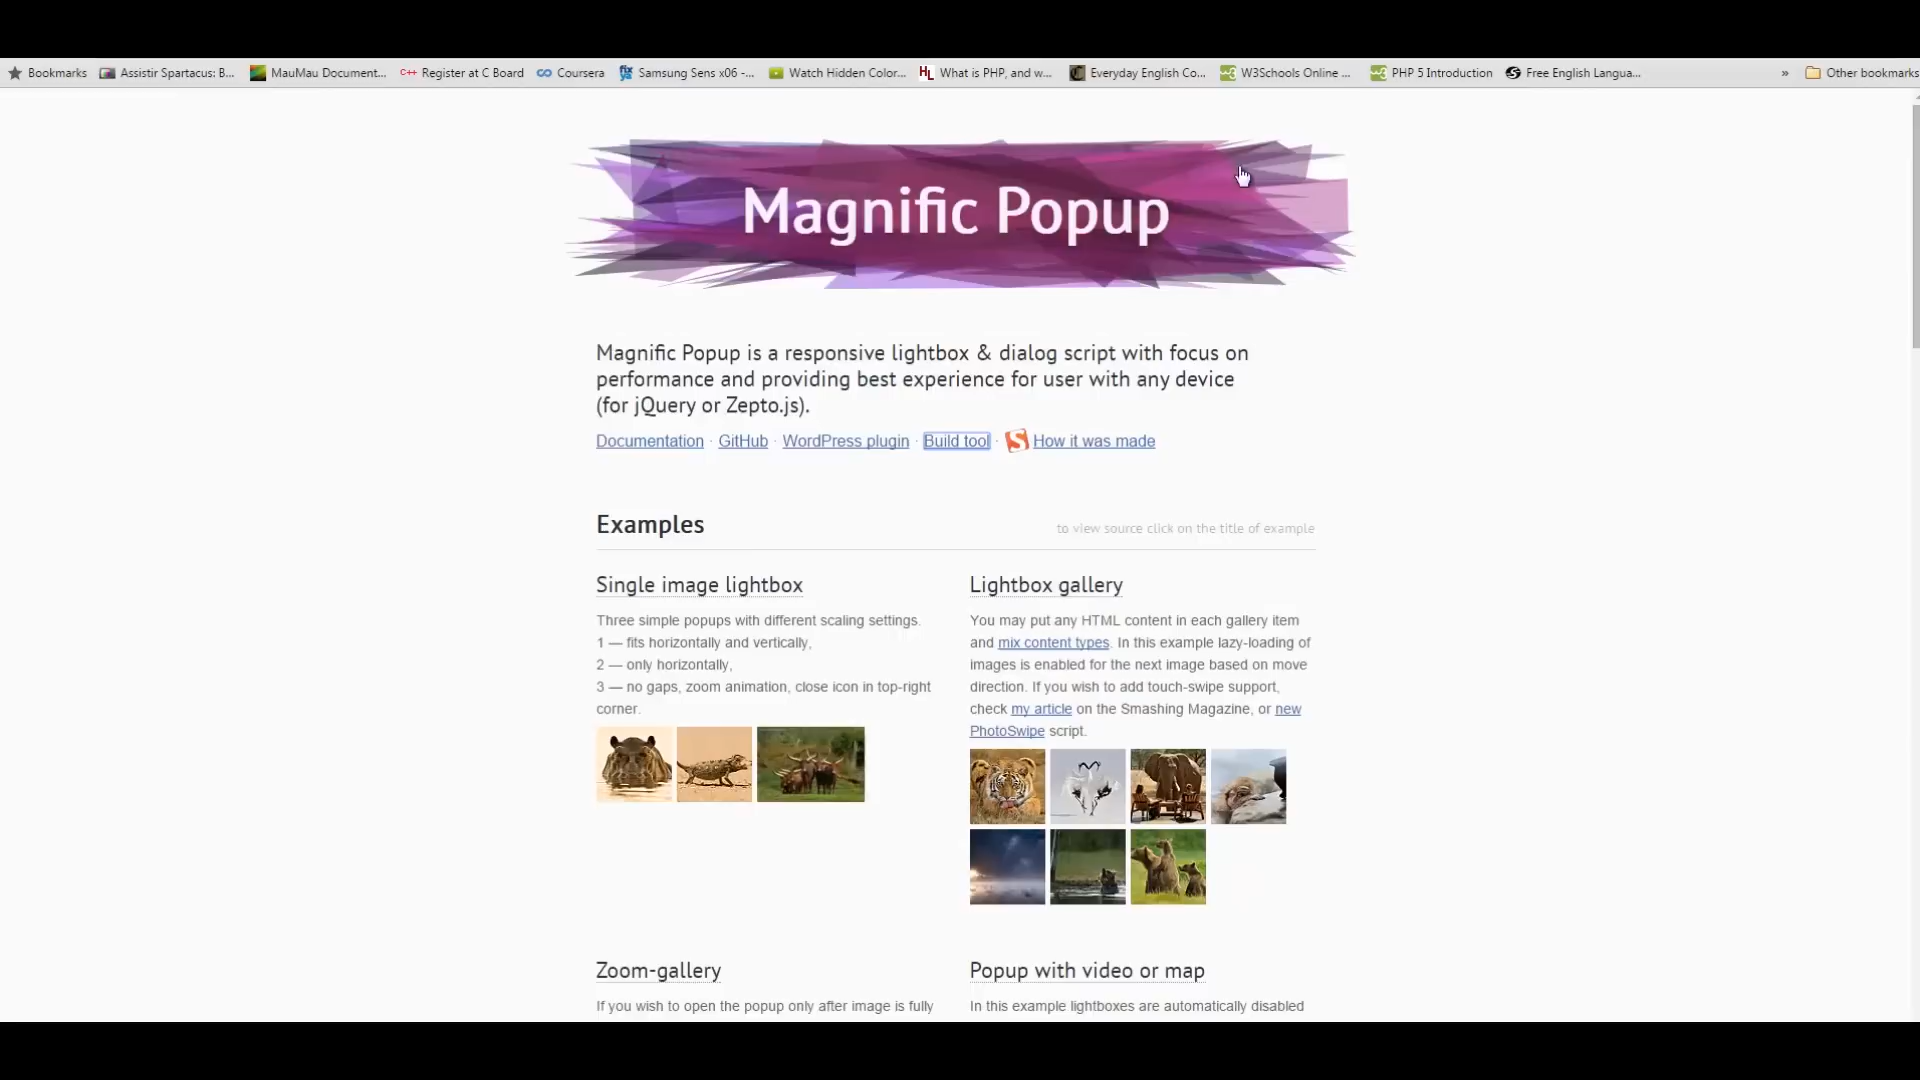 Bookmarks Assistir Spartacus: B... MauMau Document... C++ Register at C Board Coursera Samsung Sens x06 -... Watch Hidden Color... HL What is PHP, and w... Everyday English Co... W3Schools Online ... PHP 5 Introduction Free English Langua... » Other bookmarks
Magnific Popup
Magnific Popup is a responsive lightbox & dialog script with focus on
performance and providing best experience for user with any device
(for jQuery or Zepto.js).
Documentation · GitHub · WordPress plugin · Build tool · How it was made
Examples to view source click on the title of example
Single image lightbox
Three simple popups with different scaling settings.
1 — fits horizontally and vertically,
2 — only horizontally,
3 — no gaps, zoom animation, close icon in top-right
corner.
Lightbox gallery
You may put any HTML content in each gallery item
and mix content types. In this example lazy-loading of
images is enabled for the next image based on move
direction. If you wish to add touch-swipe support,
check my article on the Smashing Magazine, or new
PhotoSwipe script.
Zoom-gallery
If you wish to open the popup only after image is fully
Popup with video or map
In this example lightboxes are automatically disabled